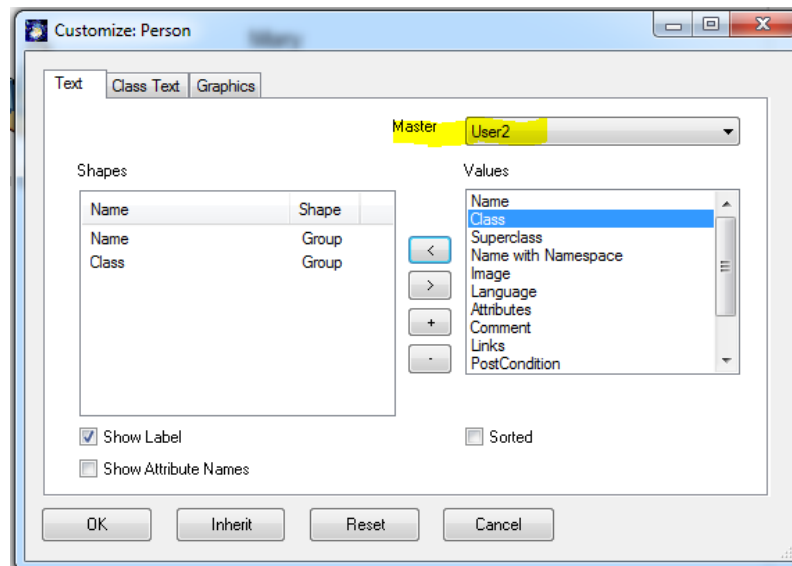 Customize: Person
Text Class Text Graphics
Master User2
Shapes Values
Name Shape
Name Group
Class Group
<
>
+
-
Name
Class
Superclass
Name with Namespace
Image
Language
Attributes
Comment
Links
PostCondition
Show Label
Sorted
Show Attribute Names
OK Inherit Reset Cancel